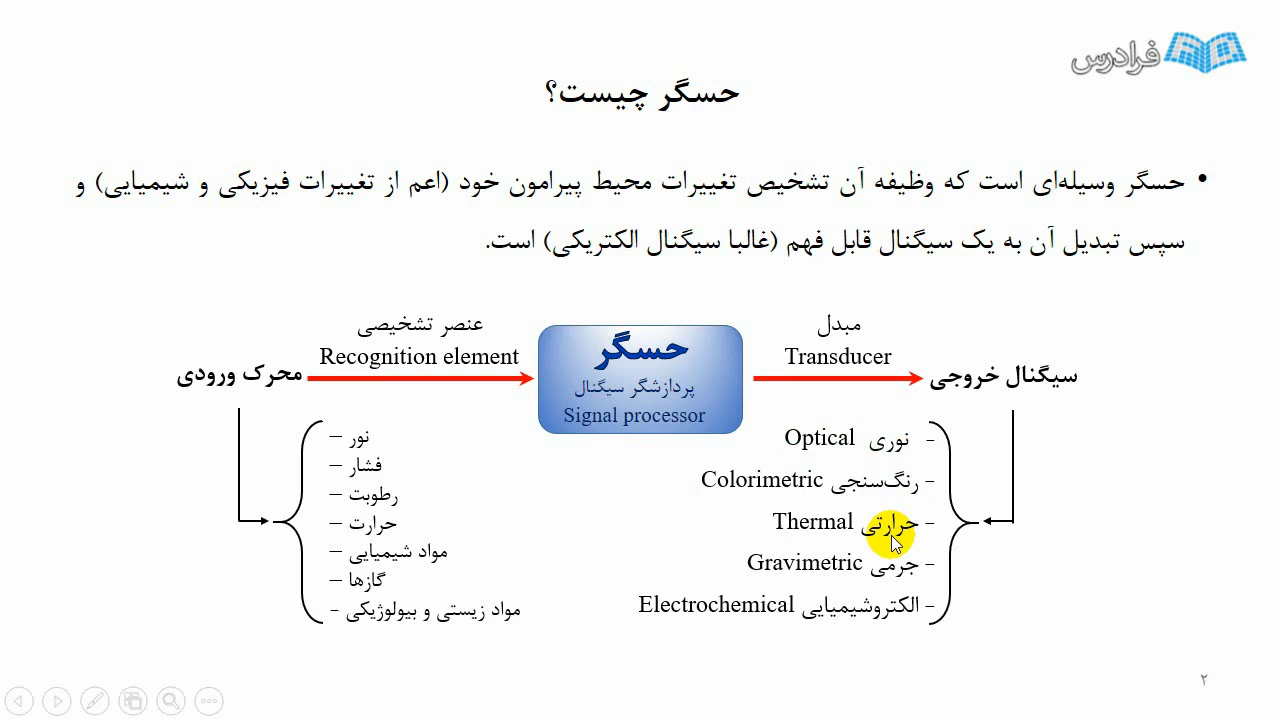 فرادرس
حسگر چیست؟
• حسگر وسیله‌ای است که وظیفه آن تشخیص تغییرات محیط پیرامون خود (اعم از تغییرات فیزیکی و شیمیایی) و
سپس تبدیل آن به یک سیگنال قابل فهم (غالبا سیگنال الکتریکی) است.
محرک ورودی
عنصر تشخیصی
Recognition element
حسگر
پردازشگر سیگنال
Signal processor
مبدل
Transducer
سیگنال خروجی
– نور
– فشار
– رطوبت
– حرارت
– مواد شیمیایی
– گازها
- مواد زیستی و بیولوژیکی
- نوری Optical
- رنگ‌سنجی Colorimetric
- حرارتی Thermal
- جرمی Gravimetric
- الکتروشیمیایی Electrochemical
۲